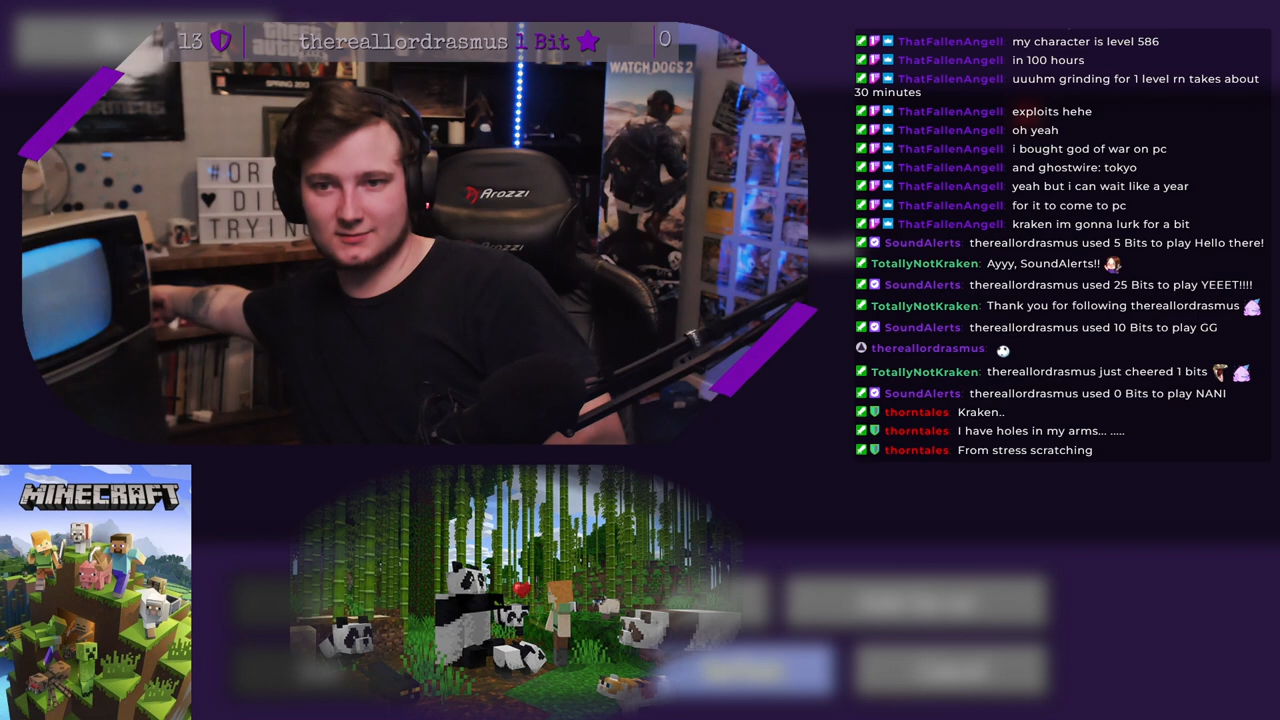 13
thereallordrasmus 1 Bit
0
SPRING 2012
WATCH DOGS 2
Arozzi
#OR
♥ DIE
TRYIN
ThatFallenAngell: my character is level 586
ThatFallenAngell: in 100 hours
ThatFallenAngell: uuuhm grinding for 1 level rn takes about
30 minutes
ThatFallenAngell: exploits hehe
ThatFallenAngell: oh yeah
ThatFallenAngell: i bought god of war on pc
ThatFallenAngell: and ghostwire: tokyo
ThatFallenAngell: yeah but i can wait like a year
ThatFallenAngell: for it to come to pc
ThatFallenAngell: kraken im gonna lurk for a bit
SoundAlerts: thereallordrasmus used 5 Bits to play Hello there!
TotallyNotKraken: Ayyy, SoundAlerts!!
SoundAlerts: thereallordrasmus used 25 Bits to play YEEET!!!!
TotallyNotKraken: Thank you for following thereallordrasmus
SoundAlerts: thereallordrasmus used 10 Bits to play GG
thereallordrasmus:
TotallyNotKraken: thereallordrasmus just cheered 1 bits
SoundAlerts: thereallordrasmus used 0 Bits to play NANI
thorntales: Kraken..
thorntales: I have holes in my arms... .....
thorntales: From stress scratching
MINECRAFT